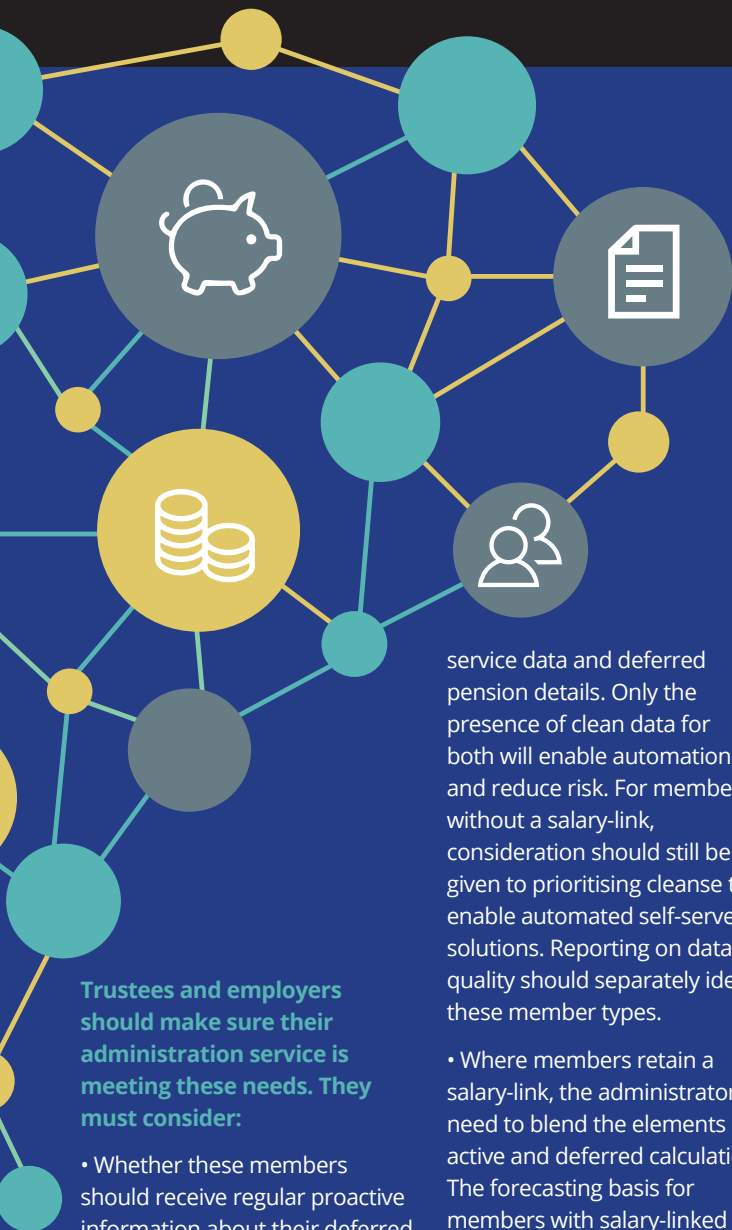 Trustees and employers
should make sure their
administration service is
meeting these needs. They
must consider:
• Whether these members
should receive regular proactive
information about their deferred
service data and deferred
pension details. Only the
presence of clean data for
both will enable automation
and reduce risk. For membe
without a salary-link,
consideration should still be
given to prioritising cleanse t
enable automated self-serve
solutions. Reporting on data
quality should separately ide
these member types.
• Where members retain a
salary-link, the administrator
need to blend the elements
active and deferred calculati
The forecasting basis for
members with salary-linked